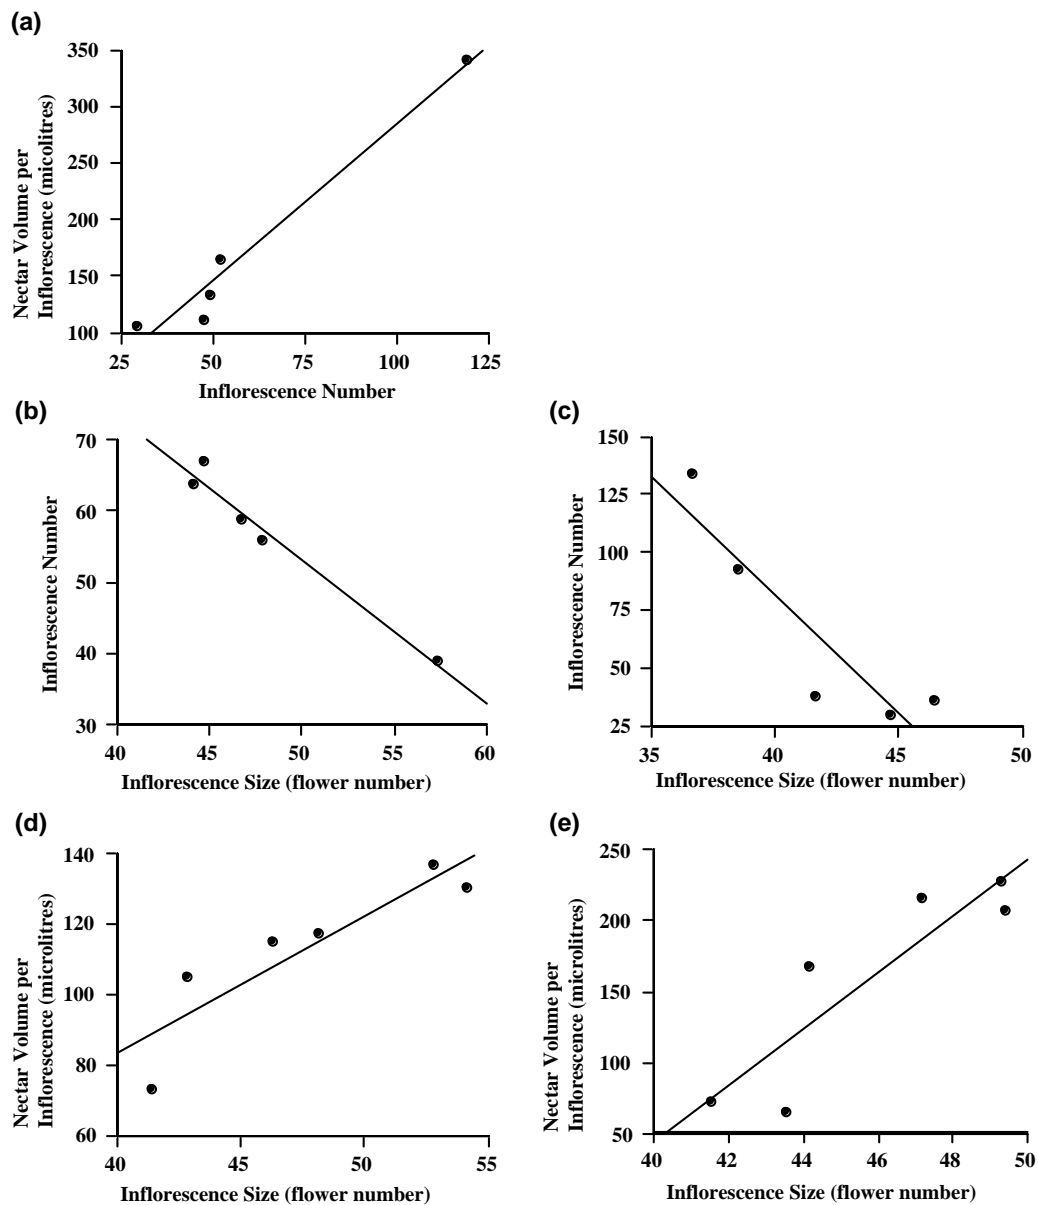 (a)
Nectar Volume per
Inflorescence (micolitres)
350
300
250
200
150
100
25 50 75 100 125
Inflorescence Number
(b)
Inflorescence Number
70
60
50
40
30
40 45 50 55 60
Inflorescence Size (flower number)
(c)
Inflorescence Number
150
125
100
75
50
25
35 40 45 50
Inflorescence Size (flower number)
(d)
Nectar Volume per
Inflorescence (microlitres)
140
120
100
80
60
40 45 50 55
Inflorescence Size (flower number)
(e)
Nectar Volume per
Inflorescence (microlitres)
250
200
150
100
50
40 42 44 46 48 50
Inflorescence Size (flower number)